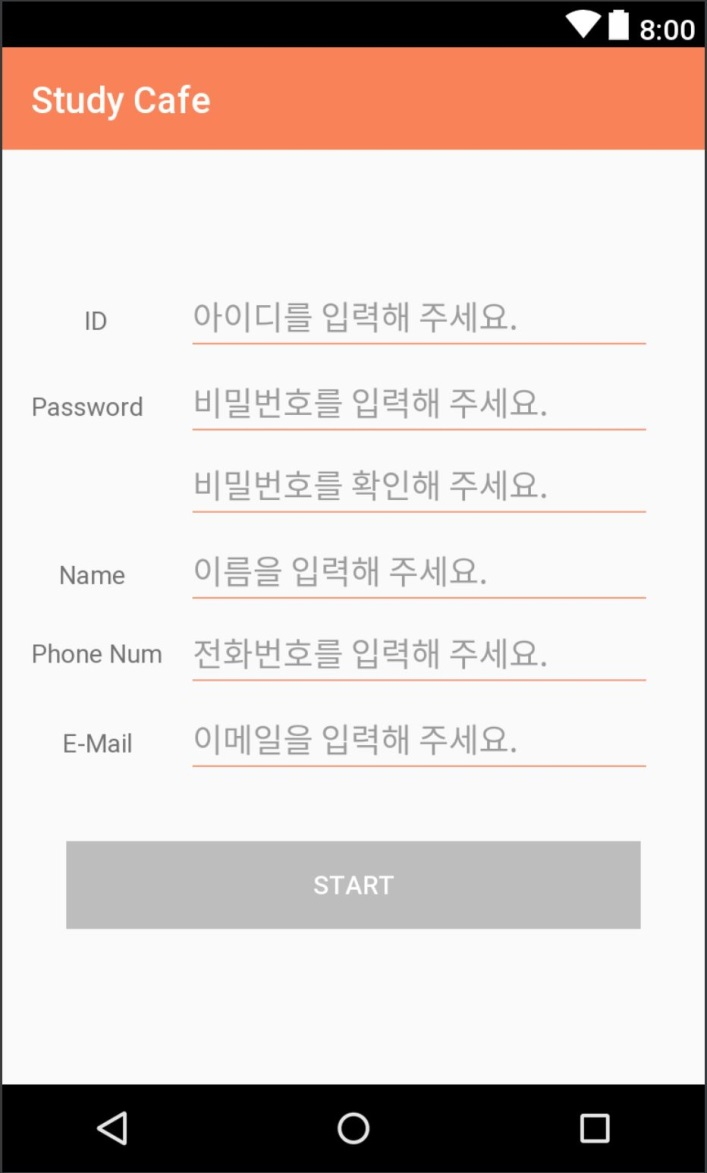 8:00
Study Cafe
ID 아이디를 입력해 주세요.
Password 비밀번호를 입력해 주세요.
비밀번호를 확인해 주세요.
Name 이름을 입력해 주세요.
Phone Num 전화번호를 입력해 주세요.
E-Mail 이메일을 입력해 주세요.
START